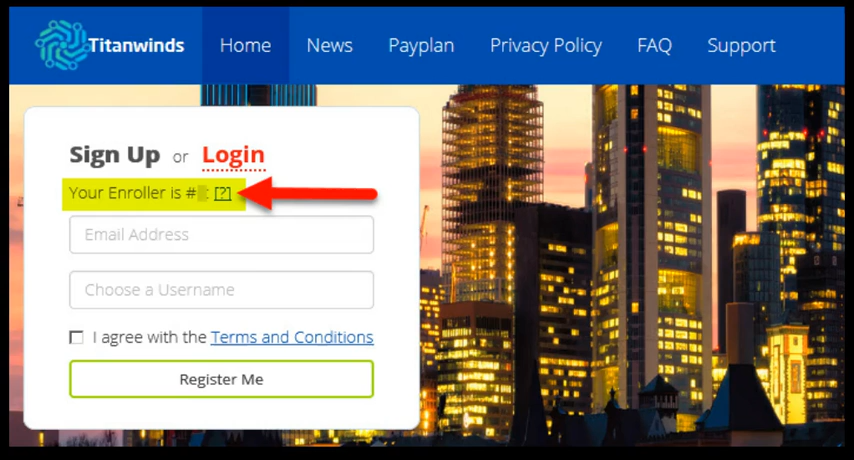 Titanwinds Home News Payplan Privacy Policy FAQ Support
Sign Up or Login
Your Enroller is # : [?]
Email Address
Choose a Username
I agree with the Terms and Conditions
Register Me